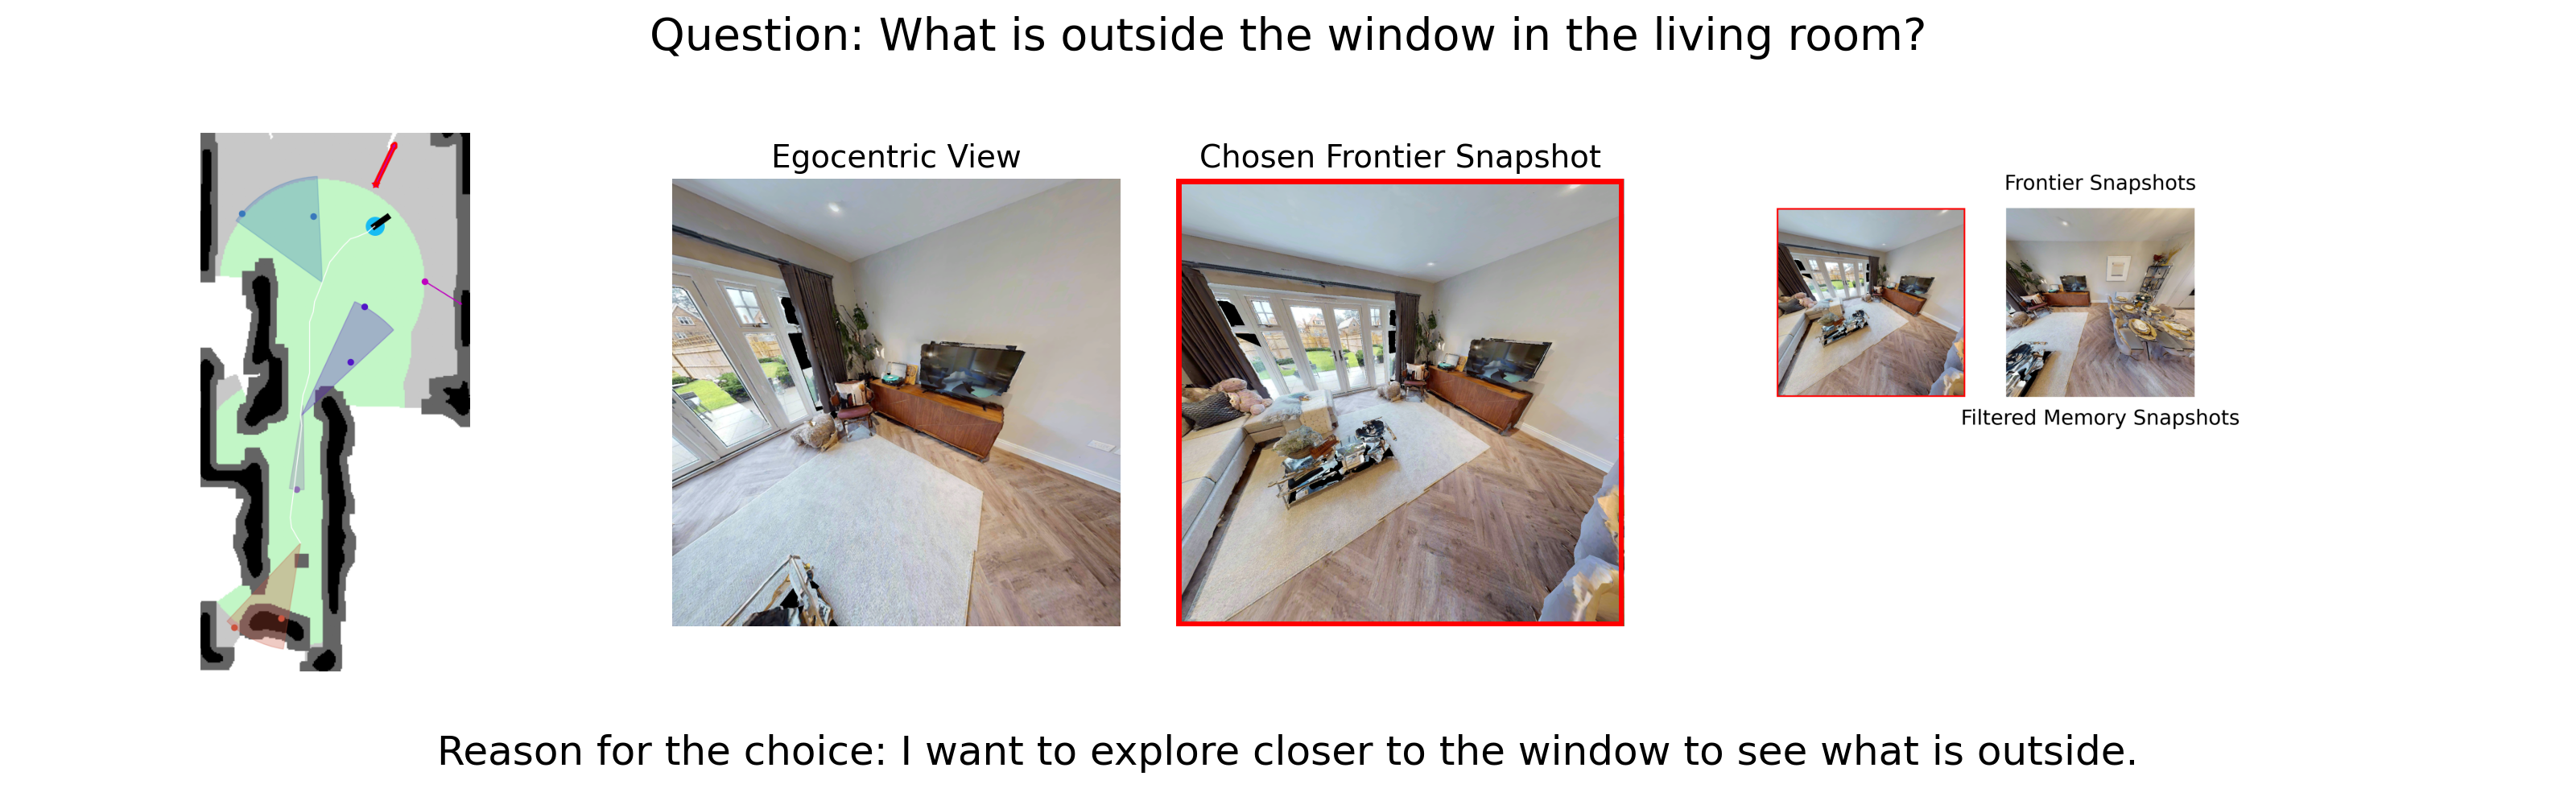 Question: What is outside the window in the living room?
Egocentric View
Chosen Frontier Snapshot
Frontier Snapshots
Filtered Memory Snapshots
Reason for the choice: I want to explore closer to the window to see what is outside.